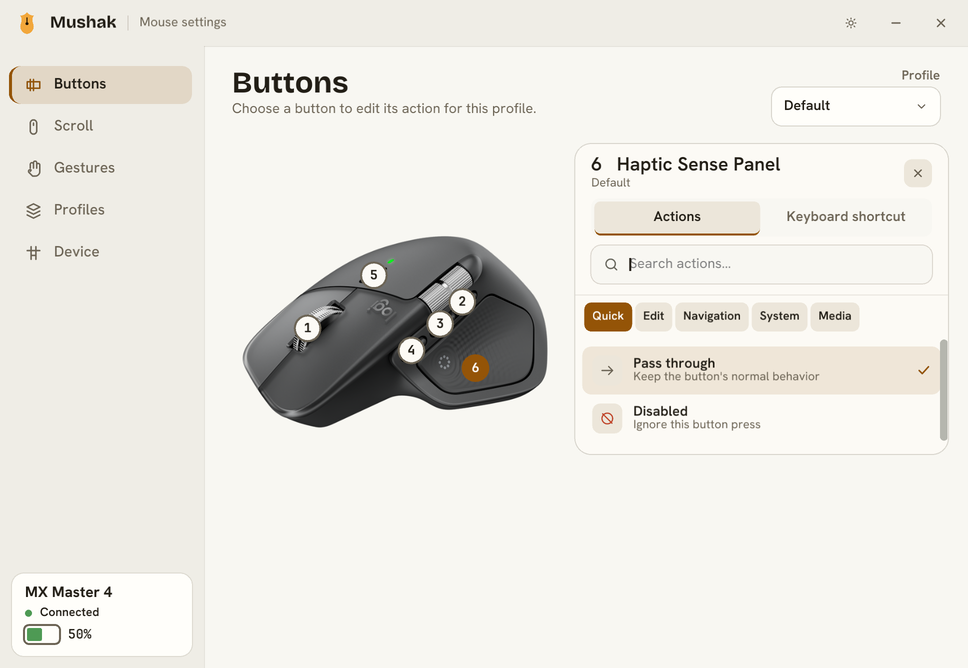 Mushak
Mouse settings
Buttons
Scroll
Gestures
Profiles
Device
MX Master 4
Connected
50%
Buttons
Choose a button to edit its action for this profile.
Profile
Default
1
2
3
4
5
6
logi
6 Haptic Sense Panel
Default
Actions
Keyboard shortcut
Search actions...
Quick
Edit
Navigation
System
Media
Pass through
Keep the button's normal behavior
Disabled
Ignore this button press